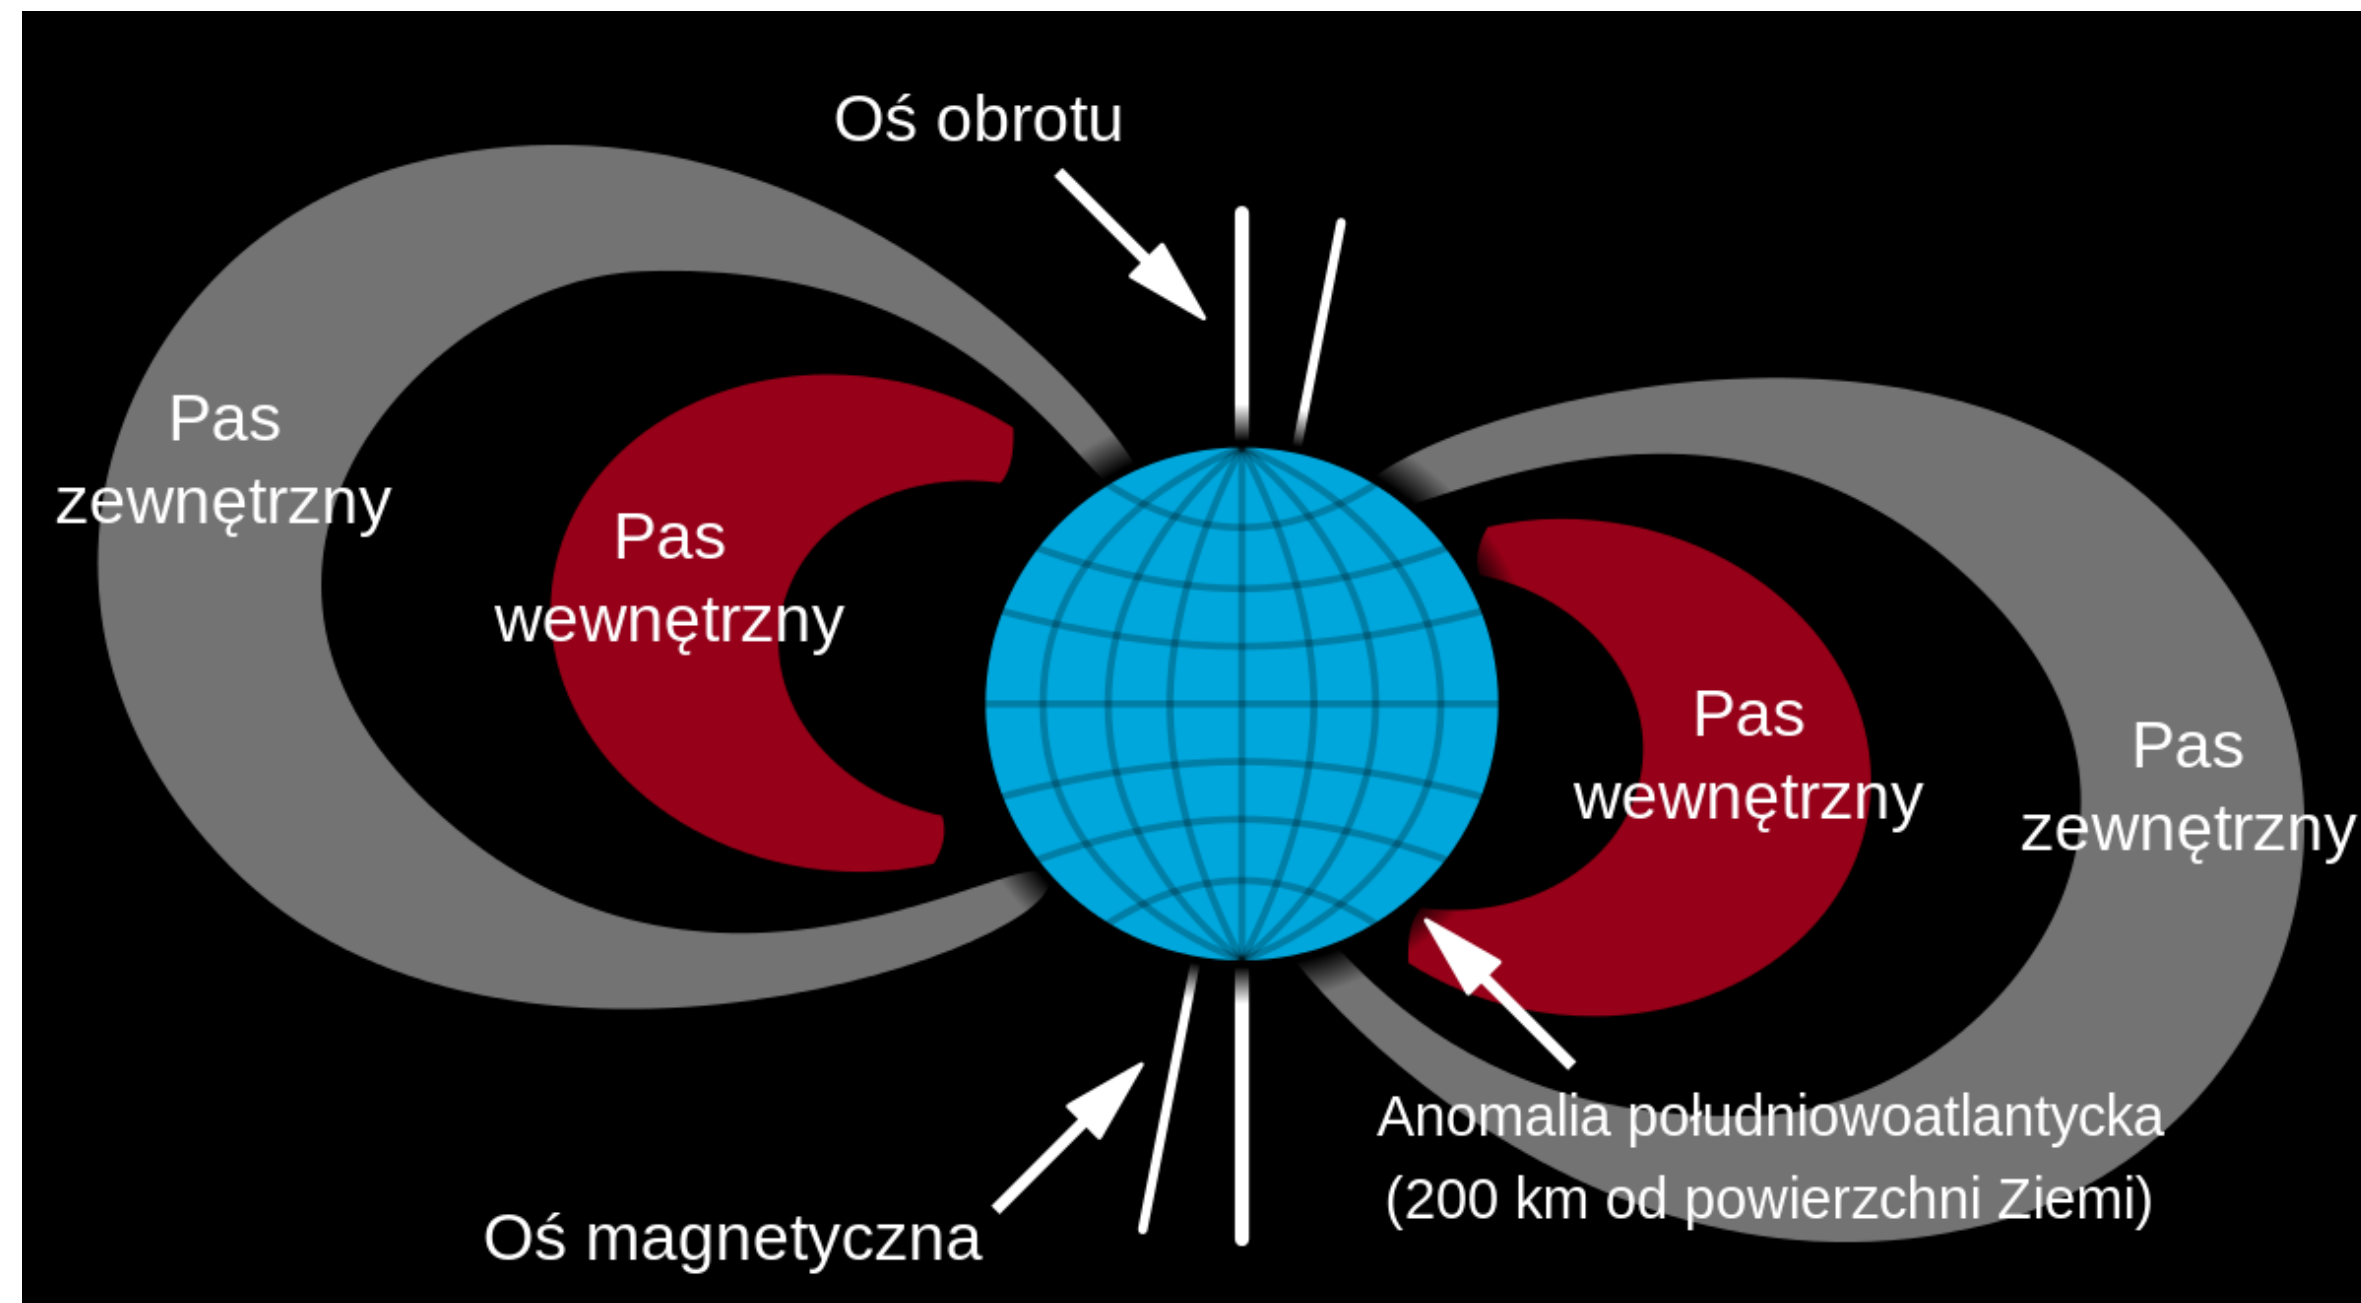 Oś obrotu
Pas
zewnętrzny
Pas
wewnętrzny
Pas
wewnętrzny
Pas
zewnętrzny
Anomalia południowoatlantycka
(200 km od powierzchni Ziemi)
Oś magnetyczna